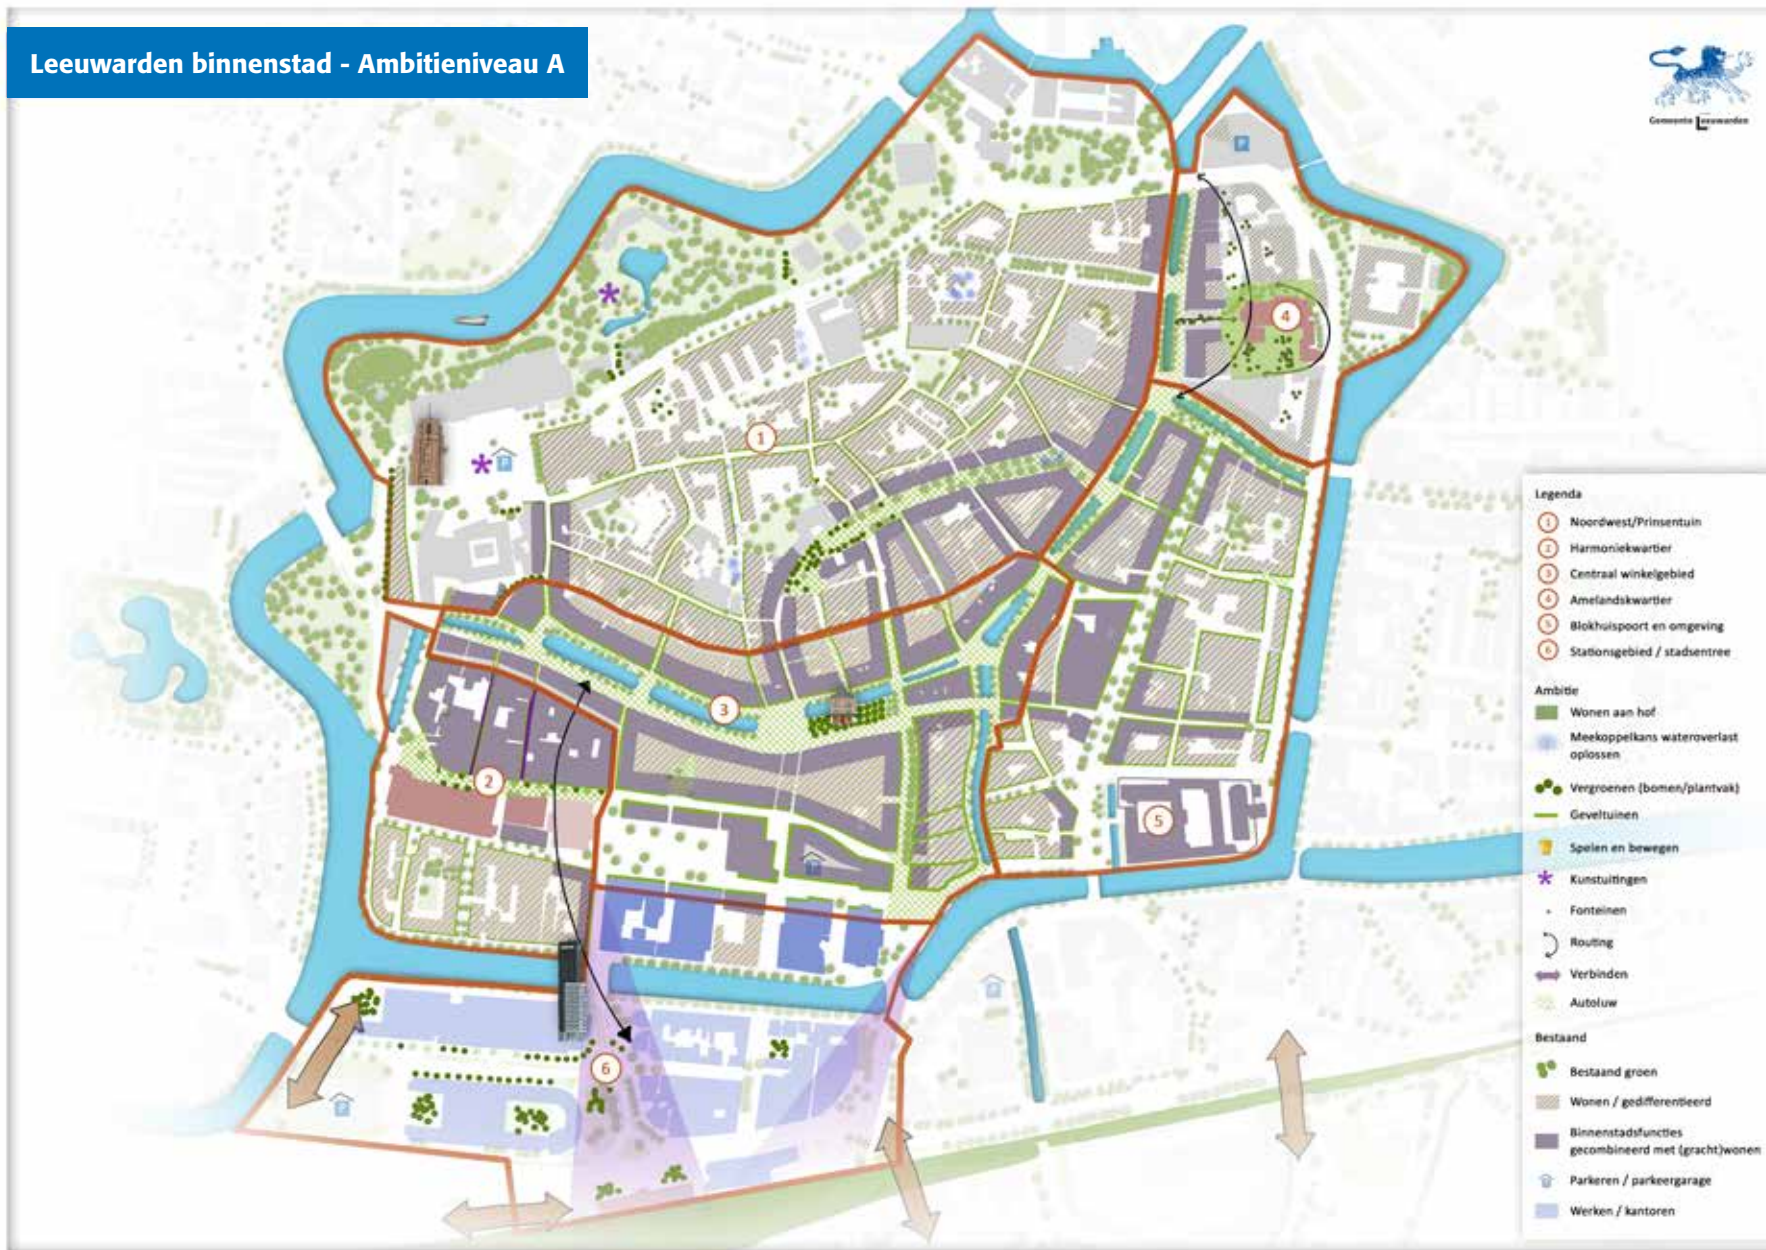 Leeuwarden binnenstad - Ambitieniveau A
Gemeente Leeuwarden
P
P
1
2
3
4
5
6
P
P
Legenda
1 Noordwest/Prinsentuin
2 Harmoniekwartier
3 Centraal winkelgebied
4 Amelandskwartier
5 Blokhuispoort en omgeving
6 Stationsgebied / stadsentree
Ambitie
Wonen aan hof
Meekoppelkans wateroverlast
oplossen
Vergroenen (bomen/plantvak)
Geveltuinen
Spelen en bewegen
Kunstuitingen
Fonteinen
Routing
Verbinden
Autoluw
Bestaand
Bestaand groen
Wonen / gedifferentieerd
Binnenstadsfuncties
gecombineerd met (gracht)wonen
Parkeren / parkeergarage
Werken / kantoren